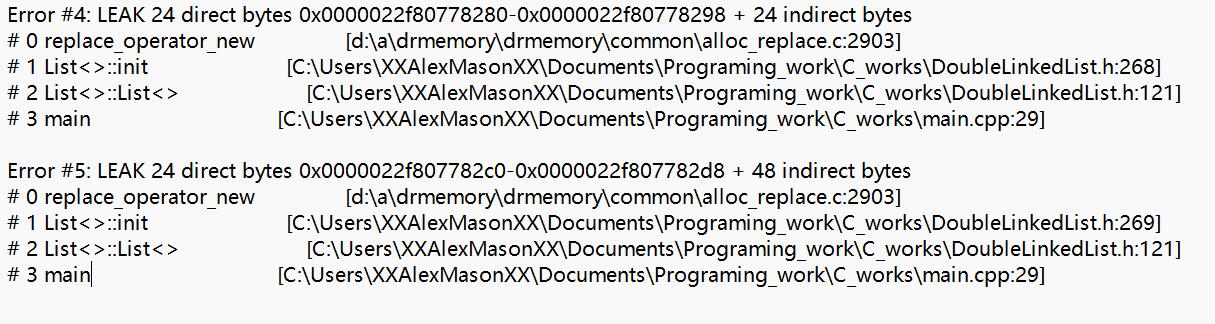 Error #4: LEAK 24 direct bytes 0x0000022f80778280-0x0000022f80778298 + 24 indirect bytes
# 0 replace_operator_new [d:\a\drmemory\drmemory\common\alloc_replace.c:2903]
# 1 List<>::init [C:\Users\XXAlexMasonXX\Documents\Programing_work\C_works\DoubleLinkedList.h:268]
# 2 List<>::List<> [C:\Users\XXAlexMasonXX\Documents\Programing_work\C_works\DoubleLinkedList.h:121]
# 3 main [C:\Users\XXAlexMasonXX\Documents\Programing_work\C_works\main.cpp:29]
Error #5: LEAK 24 direct bytes 0x0000022f807782c0-0x0000022f807782d8 + 48 indirect bytes
# 0 replace_operator_new [d:\a\drmemory\drmemory\common\alloc_replace.c:2903]
# 1 List<>::init [C:\Users\XXAlexMasonXX\Documents\Programing_work\C_works\DoubleLinkedList.h:269]
# 2 List<>::List<> [C:\Users\XXAlexMasonXX\Documents\Programing_work\C_works\DoubleLinkedList.h:121]
# 3 main [C:\Users\XXAlexMasonXX\Documents\Programing_work\C_works\main.cpp:29]